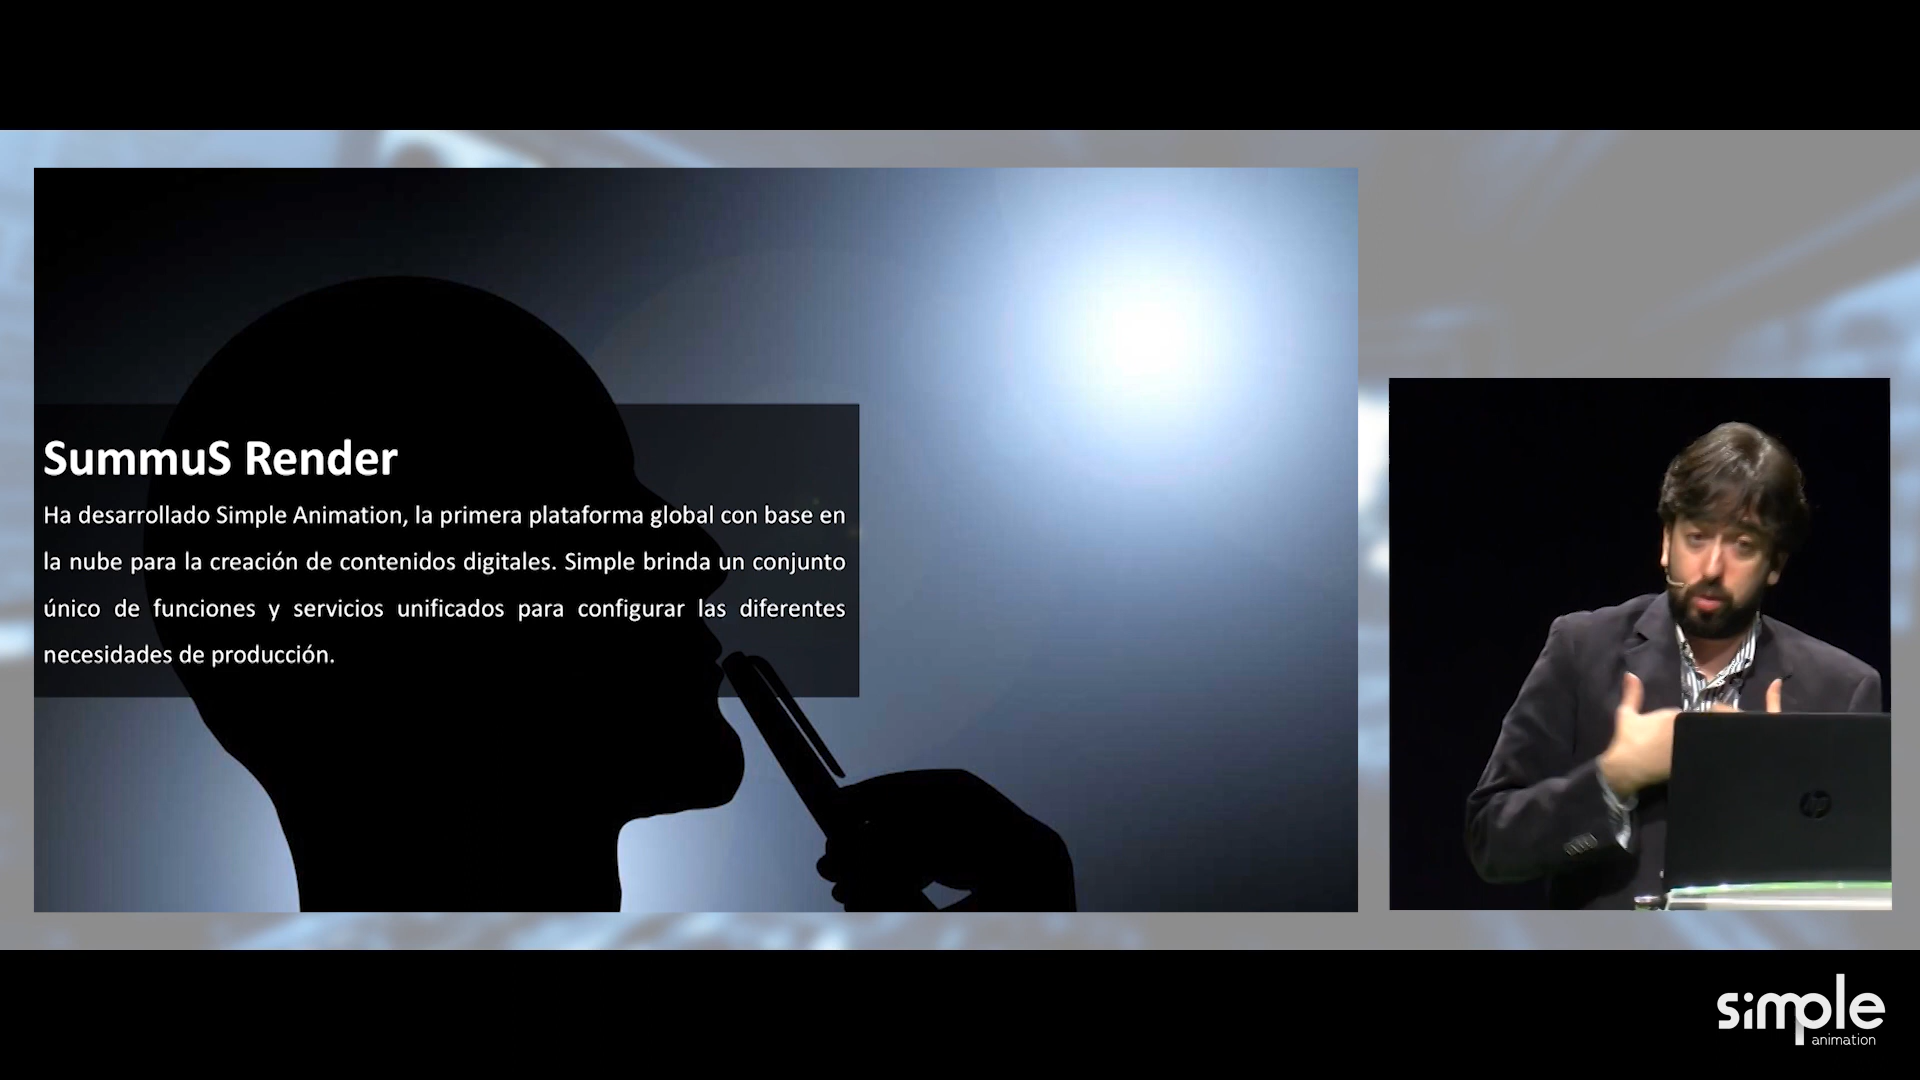 SummuS Render
Ha desarrollado Simple Animation, la primera plataforma global con base en
la nube para la creación de contenidos digitales. Simple brinda un conjunto
único de funciones y servicios unificados para configurar las diferentes
necesidades de producción.
hp
simple
animation